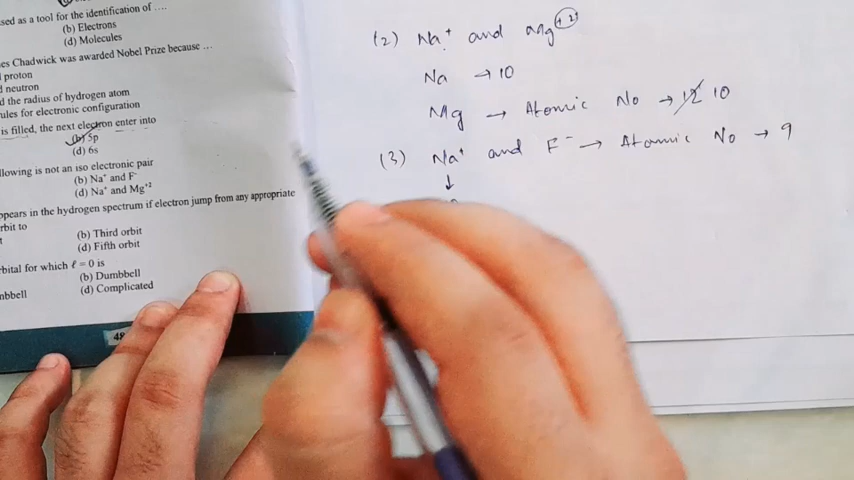 sed as a tool for the identification of ....
(b) Electrons
(d) Molecules
es Chadwick was awarded Nobel Prize because ...
proton
neutron
d the radius of hydrogen atom
ules for electronic configuration
is filled, the next electron enter into
(b) 5p
(d) 6s
llowing is not an iso electronic pair
(b) Na⁺ and F⁻
(d) Na⁺ and Mg⁺²
ppears in the hydrogen spectrum if electron jump from any appropriate
rbit to
(b) Third orbit
(d) Fifth orbit
rbital for which ℓ = 0 is
(b) Dumbbell
mbbell
(d) Complicated
48
(2) Na⁺ and mg⁺²
Na → 10
Mg → Atomic No → 12 10
(3) Na⁺ and F⁻ → Atomic No → 9
↓